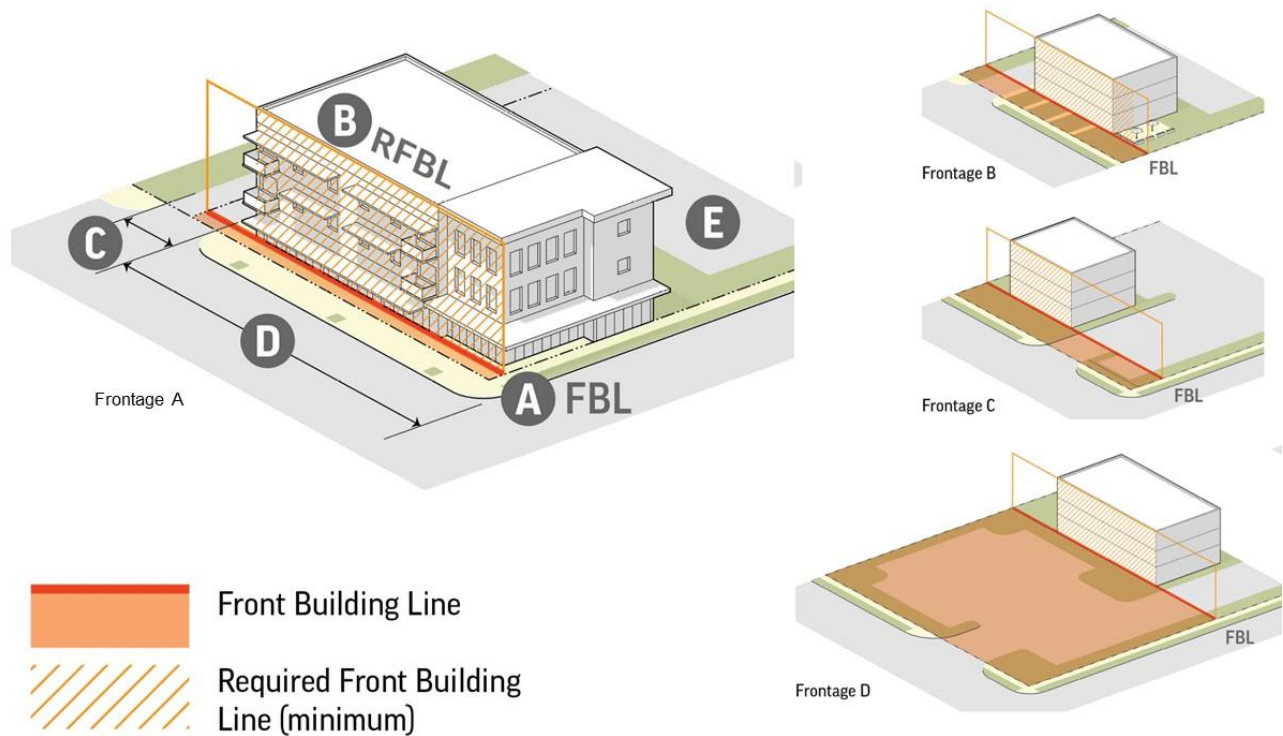 B RFBL
C
D
E
Frontage A
A FBL
Frontage B
FBL
Frontage C
FBL
Frontage D
FBL
Front Building Line
Required Front Building
Line (minimum)